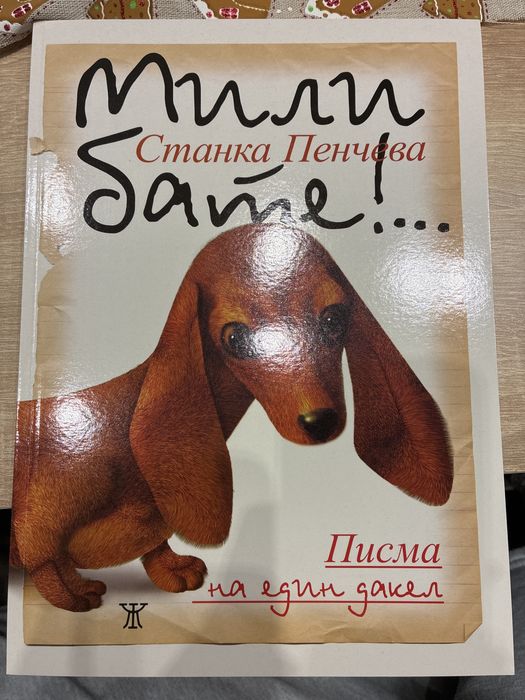 Мили
Станка Пенчева
бате!...
Писма
на един дакел
Ж